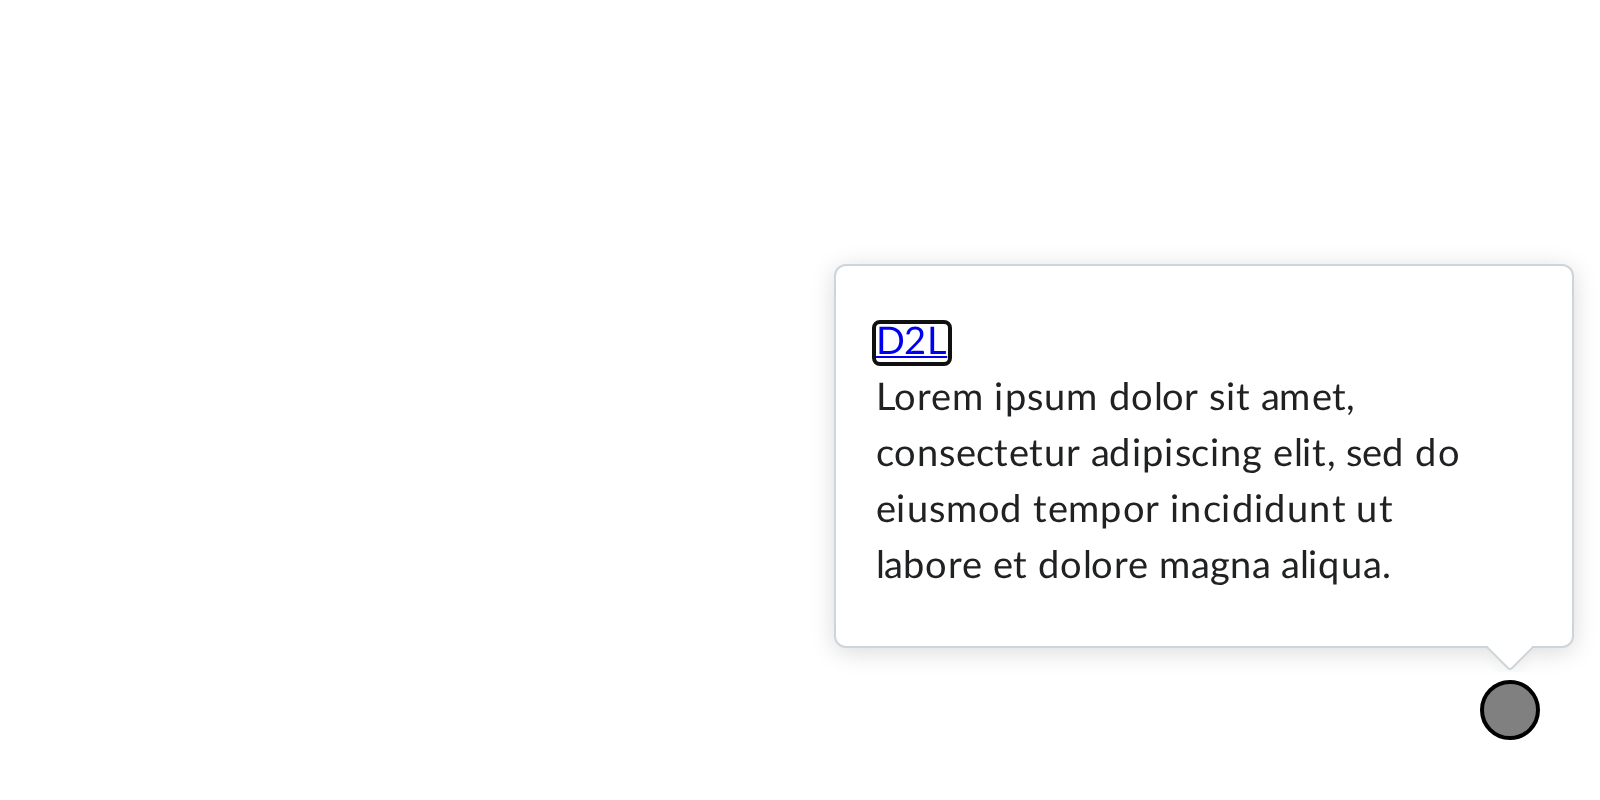 D2L
Lorem ipsum dolor sit amet,
consectetur adipiscing elit, sed do
eiusmod tempor incididunt ut
labore et dolore magna aliqua.